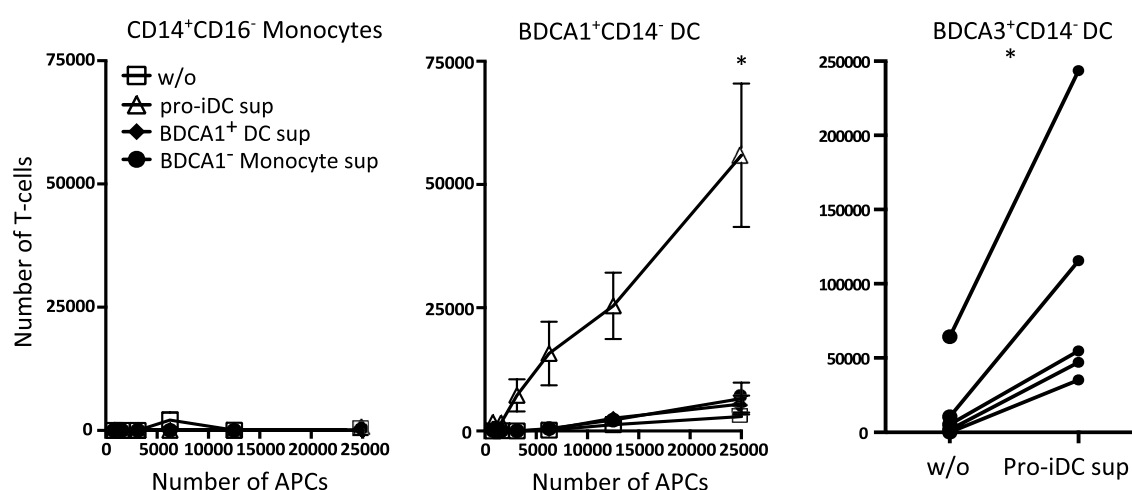 CD14⁺CD16⁻ Monocytes
75000
50000
25000
0
Number of T-cells
w/o
pro-iDC sup
BDCA1⁺ DC sup
BDCA1⁻ Monocyte sup
0 5000 10000 15000 20000 25000
Number of APCs
BDCA1⁺CD14⁻ DC
*
75000
50000
25000
0
0 5000 10000 15000 20000 25000
Number of APCs
BDCA3⁺CD14⁻ DC
*
250000
200000
150000
100000
50000
0
w/o Pro-iDC sup